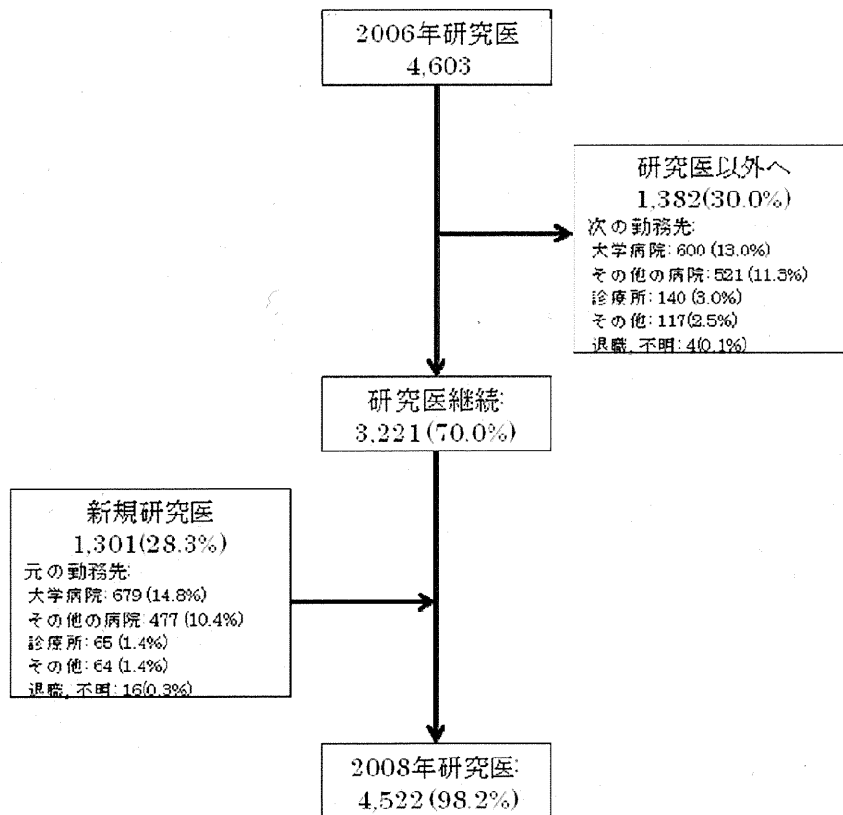 2006年研究医
4,603
研究医以外へ
1,382(30.0%)
次の勤務先:
大学病院: 600 (13.0%)
その他の病院: 521 (11.3%)
診療所: 140 (3.0%)
その他: 117(2.5%)
退職, 不明: 4(0.1%)
研究医継続:
3,221(70.0%)
新規研究医
1,301(28.3%)
元の勤務先:
大学病院: 679 (14.8%)
その他の病院: 477 (10.4%)
診療所: 65 (1.4%)
その他: 64 (1.4%)
退職, 不明: 16(0.3%)
2008年研究医:
4,522(98.2%)